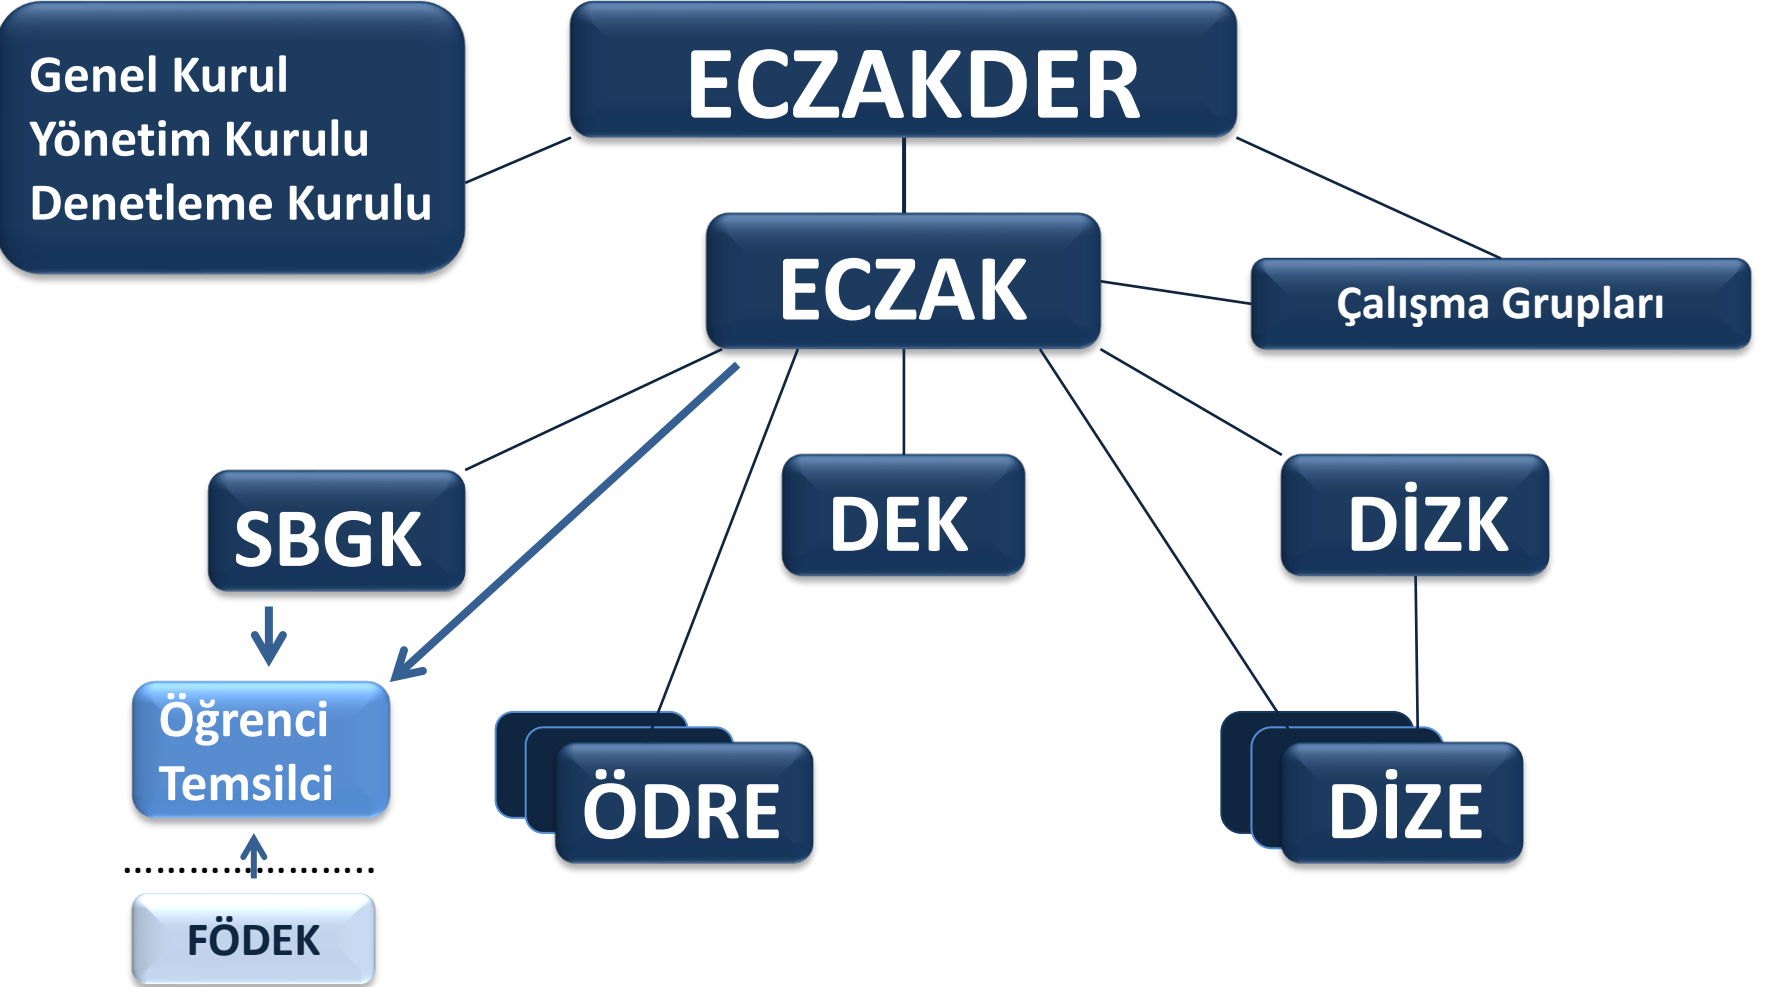 Genel Kurul
Yönetim Kurulu
Denetleme Kurulu
ECZAKDER
ECZAK
Çalışma Grupları
SBGK
DEK
DİZK
Öğrenci
Temsilci
ÖDRE
DİZE
FÖDEK